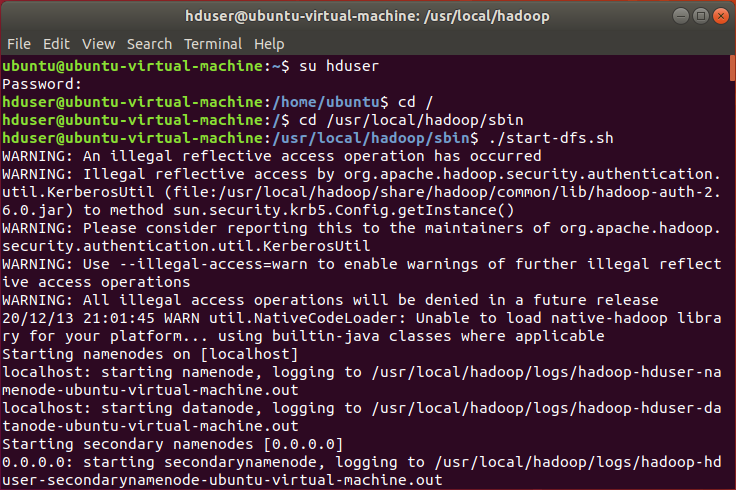 hduser@ubuntu-virtual-machine: /usr/local/hadoop
File Edit View Search Terminal Help
ubuntu@ubuntu-virtual-machine:~$ su hduser
Password:
hduser@ubuntu-virtual-machine:/home/ubuntu$ cd /
hduser@ubuntu-virtual-machine:/$ cd /usr/local/hadoop/sbin
hduser@ubuntu-virtual-machine:/usr/local/hadoop/sbin$ ./start-dfs.sh
WARNING: An illegal reflective access operation has occurred
WARNING: Illegal reflective access by org.apache.hadoop.security.authentication.
util.KerberosUtil (file:/usr/local/hadoop/share/hadoop/common/lib/hadoop-auth-2.
6.0.jar) to method sun.security.krb5.Config.getInstance()
WARNING: Please consider reporting this to the maintainers of org.apache.hadoop.
security.authentication.util.KerberosUtil
WARNING: Use --illegal-access=warn to enable warnings of further illegal reflect
ive access operations
WARNING: All illegal access operations will be denied in a future release
20/12/13 21:01:45 WARN util.NativeCodeLoader: Unable to load native-hadoop libra
ry for your platform... using builtin-java classes where applicable
Starting namenodes on [localhost]
localhost: starting namenode, logging to /usr/local/hadoop/logs/hadoop-hduser-na
menode-ubuntu-virtual-machine.out
localhost: starting datanode, logging to /usr/local/hadoop/logs/hadoop-hduser-da
tanode-ubuntu-virtual-machine.out
Starting secondary namenodes [0.0.0.0]
0.0.0.0: starting secondarynamenode, logging to /usr/local/hadoop/logs/hadoop-hd
user-secondarynamenode-ubuntu-virtual-machine.out